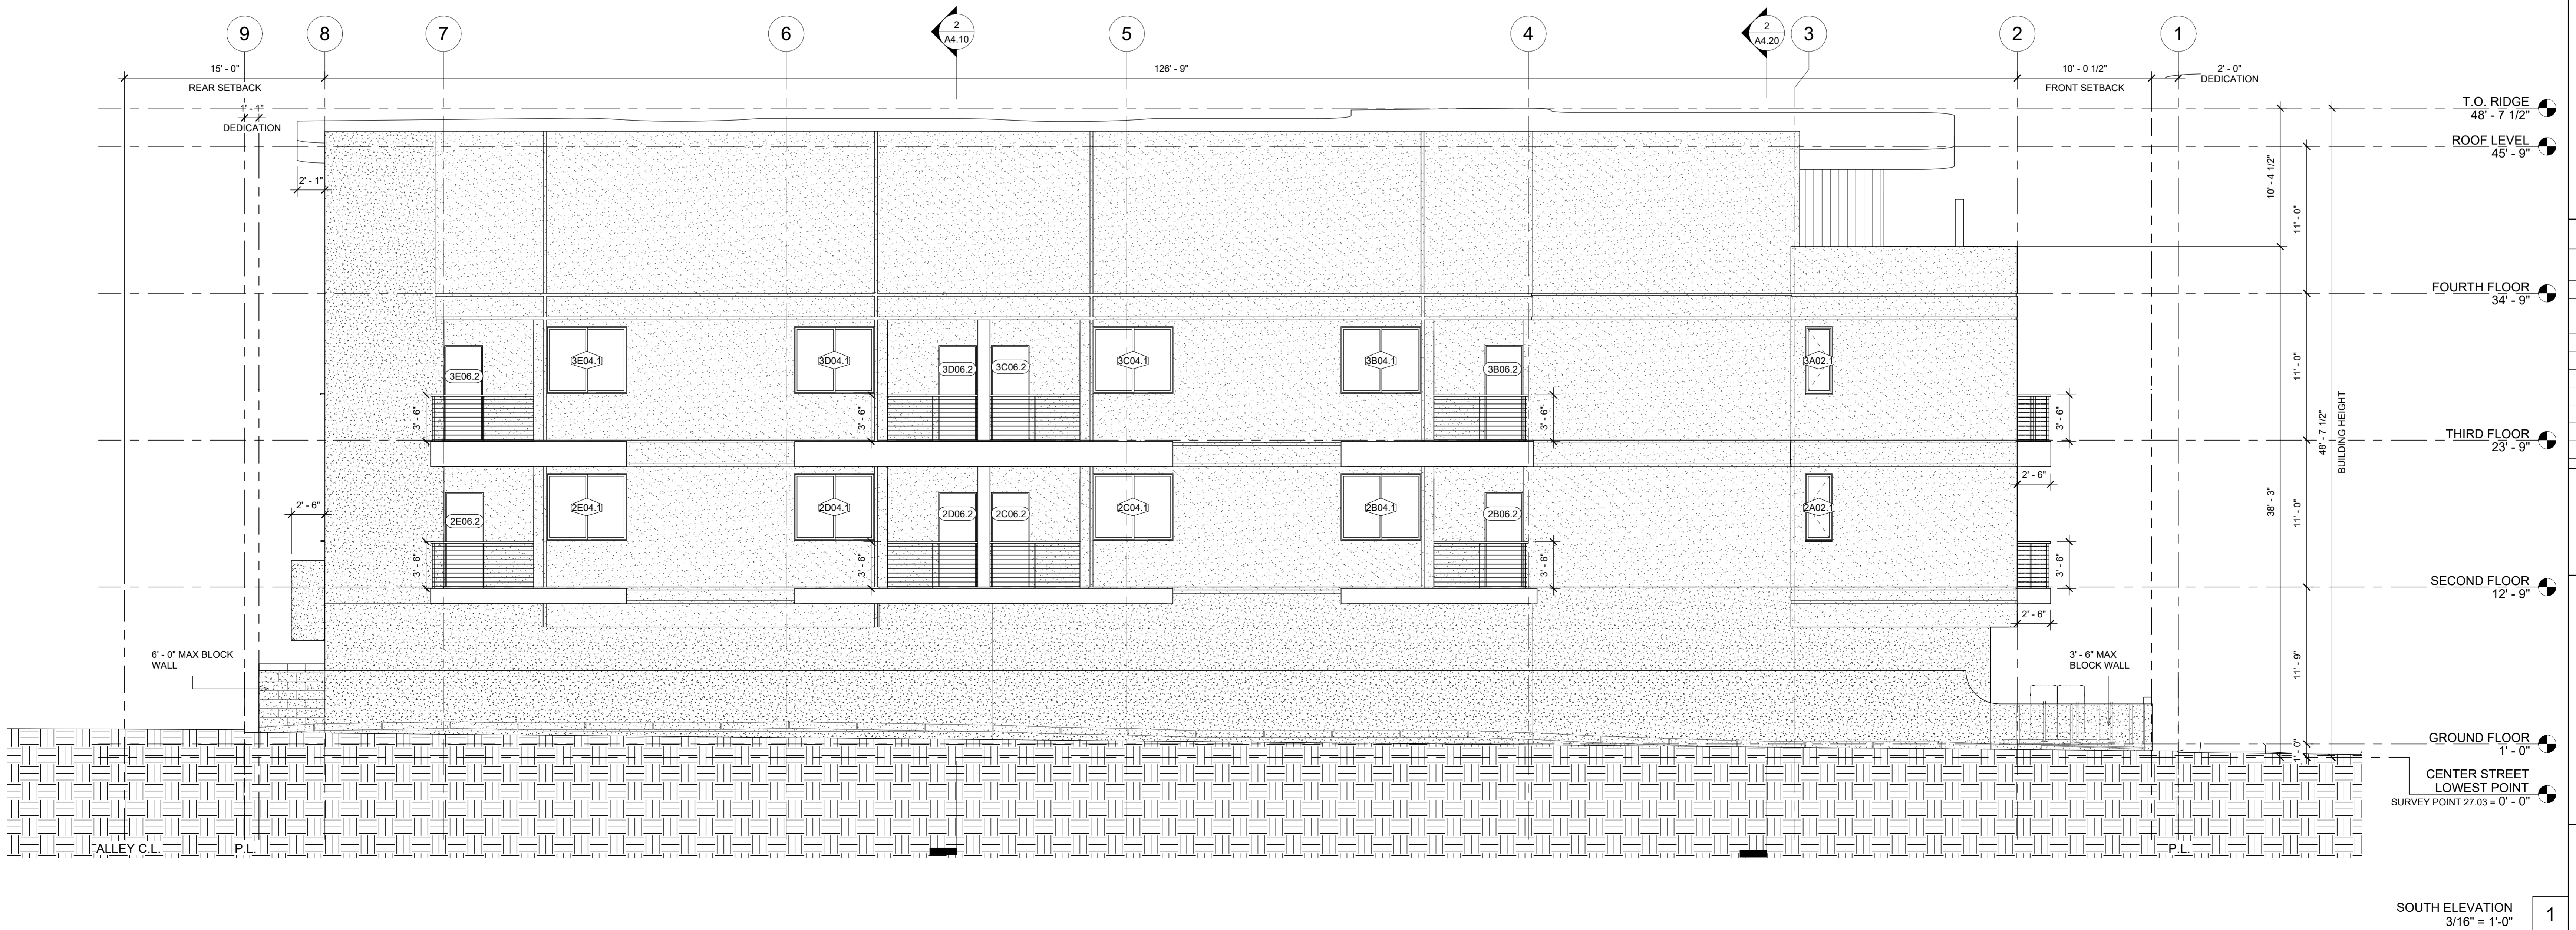 9
8
7
6
2
A4.10
5
4
2
A4.20
3
2
1
15' - 0"
126' - 9"
10' - 0 1/2"
2' - 0"
DEDICATION
REAR SETBACK
FRONT SETBACK
1' - 1"
DEDICATION
T.O. RIDGE
48' - 7 1/2"
ROOF LEVEL
45' - 9"
2' - 1"
10' - 4 1/2"
11' - 0"
FOURTH FLOOR
34' - 9"
3E04.1
3D04.1
3C04.1
3B04.1
3A02.1
3E06.2
3D06.2
3C06.2
3B06.2
11' - 0"
3' - 6"
3' - 6"
3' - 6"
3' - 6"
48' - 7 1/2"
BUILDING HEIGHT
THIRD FLOOR
23' - 9"
2' - 6"
2' - 6"
38' - 3"
11' - 0"
2E04.1
2D04.1
2C04.1
2B04.1
2A02.1
2E06.2
2D06.2
2C06.2
2B06.2
3' - 6"
3' - 6"
3' - 6"
3' - 6"
SECOND FLOOR
12' - 9"
2' - 6"
6' - 0" MAX BLOCK
WALL
3' - 6" MAX
BLOCK WALL
11' - 9"
GROUND FLOOR
1' - 0"
1' - 0"
CENTER STREET
LOWEST POINT
SURVEY POINT 27.03 = 0' - 0"
ALLEY C.L.
P.L.
P.L.
SOUTH ELEVATION
3/16" = 1'-0"
1